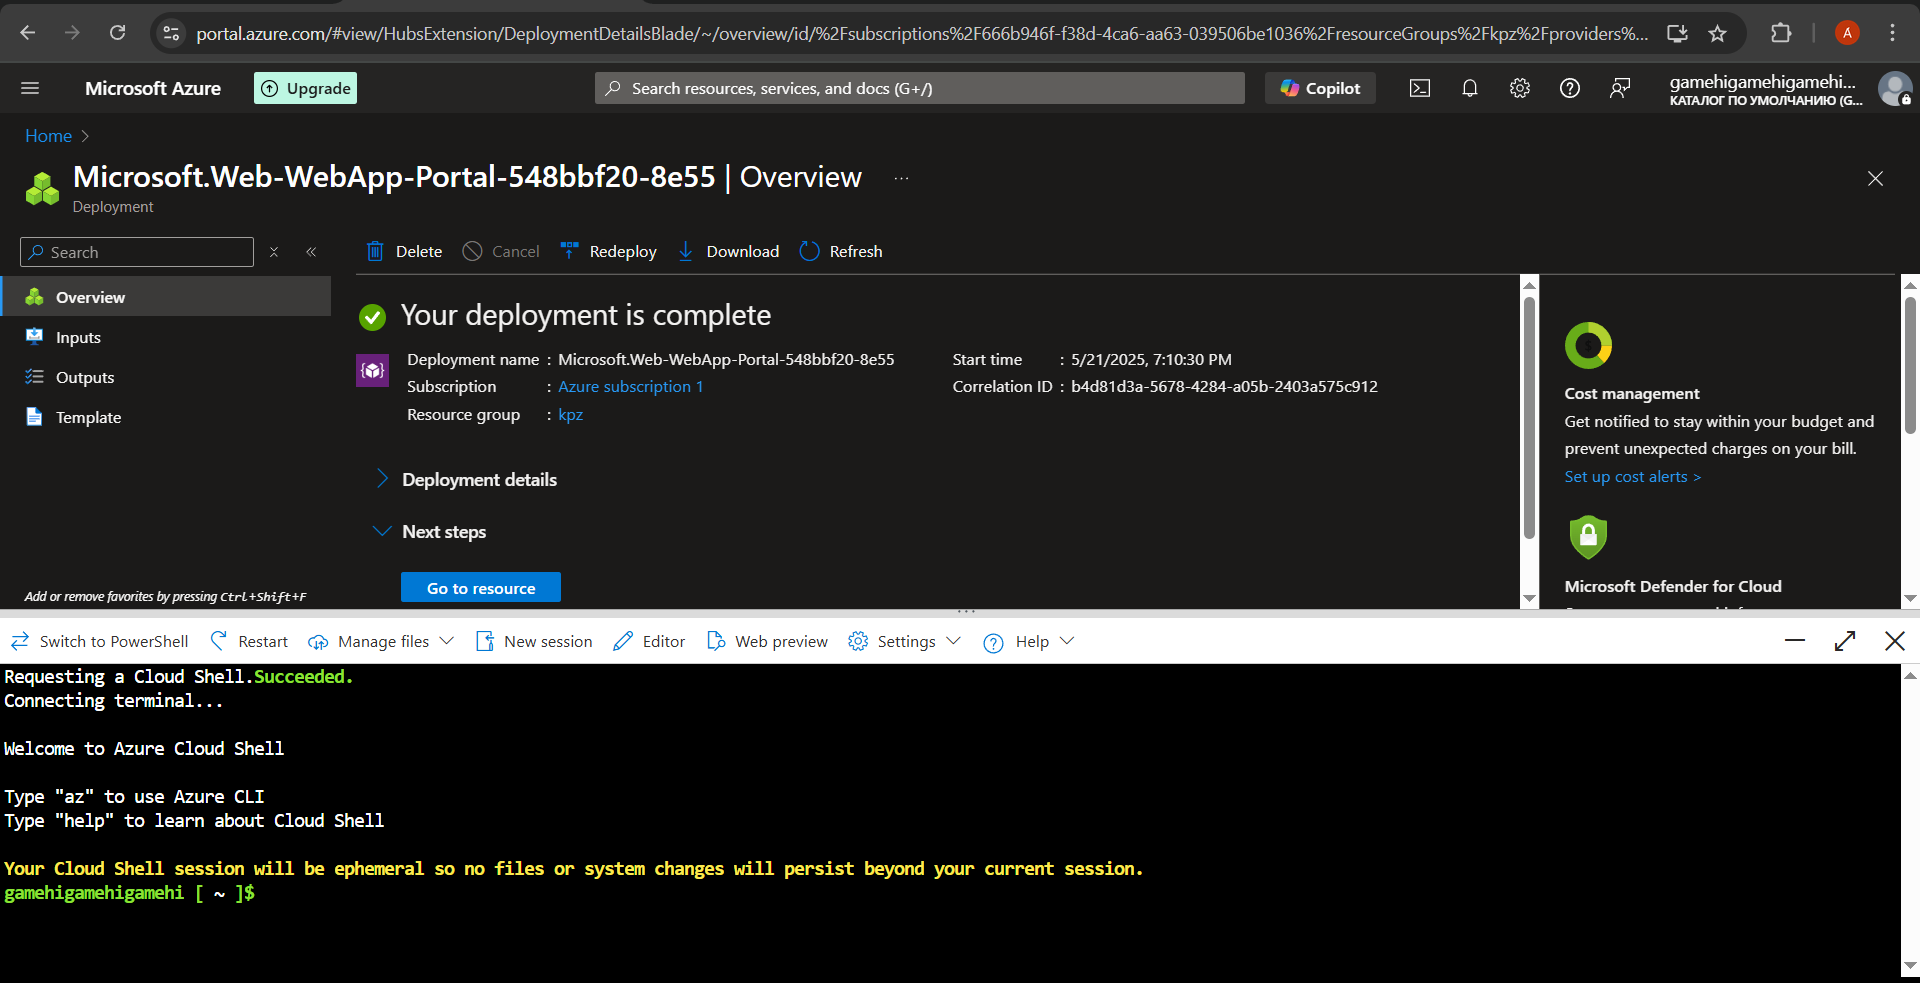 portal.azure.com/#view/HubsExtension/DeploymentDetailsBlade/~/overview/id/%2Fsubscriptions%2F666b946f-f38d-4ca6-aa63-039506be1036%2FresourceGroups%2Fkpz%2Fproviders%...
A
Microsoft Azure
Upgrade
Search resources, services, and docs (G+/)
Copilot
gamehigamehigamehi...
КАТАЛОГ ПО УМОЛЧАНИЮ (G...
Home >
Microsoft.Web-WebApp-Portal-548bbf20-8e55 | Overview ...
Deployment
Search
Delete Cancel Redeploy Download Refresh
Overview
Inputs
Outputs
Template
Add or remove favorites by pressing Ctrl+Shift+F
Your deployment is complete
Deployment name : Microsoft.Web-WebApp-Portal-548bbf20-8e55
Subscription : Azure subscription 1
Resource group : kpz
Start time : 5/21/2025, 7:10:30 PM
Correlation ID : b4d81d3a-5678-4284-a05b-2403a575c912
Deployment details
Next steps
Go to resource
Cost management
Get notified to stay within your budget and
prevent unexpected charges on your bill.
Set up cost alerts >
Microsoft Defender for Cloud
Switch to PowerShell Restart Manage files New session Editor Web preview Settings Help
Requesting a Cloud Shell.Succeeded.
Connecting terminal...
Welcome to Azure Cloud Shell
Type "az" to use Azure CLI
Type "help" to learn about Cloud Shell
Your Cloud Shell session will be ephemeral so no files or system changes will persist beyond your current session.
gamehigamehigamehi [ ~ ]$